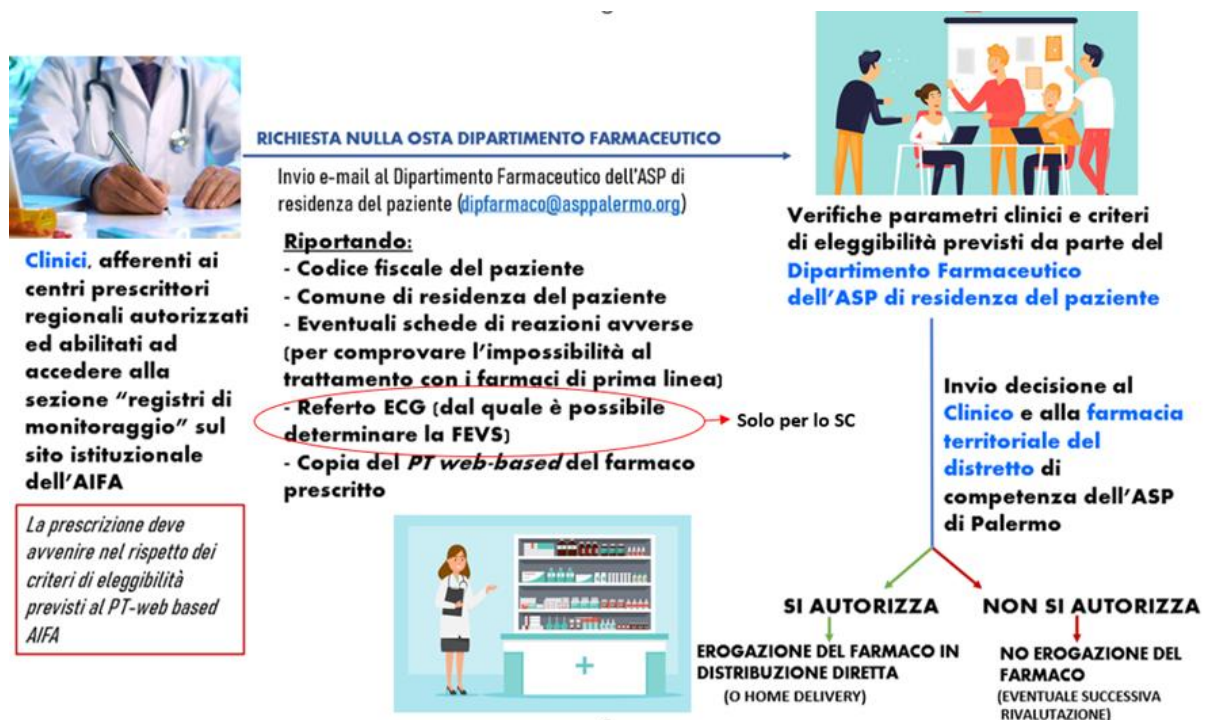 RICHIESTA NULLA OSTA DIPARTIMENTO FARMACEUTICO
Invio e-mail al Dipartimento Farmaceutico dell'ASP di
residenza del paziente (dipfarmaco@asppalermo.org)
Clinici, afferenti ai
centri prescrittori
regionali autorizzati
ed abilitati ad
accedere alla
sezione “registri di
monitoraggio” sul
sito istituzionale
dell’AIFA
La prescrizione deve
avvenire nel rispetto dei
criteri di eleggibilità
previsti al PT-web based
AIFA
Riportando:
- Codice fiscale del paziente
- Comune di residenza del paziente
- Eventuali schede di reazioni avverse
(per comprovare l’impossibilità al
trattamento con i farmaci di prima linea)
- Referto ECG (dal quale è possibile
determinare la FEVS)
- Copia del PT web-based del farmaco
prescritto
Solo per lo SC
Verifiche parametri clinici e criteri
di eleggibilità previsti da parte del
Dipartimento Farmaceutico
dell’ASP di residenza del paziente
Invio decisione al
Clinico e alla farmacia
territoriale del
distretto di
competenza dell’ASP
di Palermo
SI AUTORIZZA
NON SI AUTORIZZA
EROGAZIONE DEL FARMACO IN
DISTRIBUZIONE DIRETTA
(O HOME DELIVERY)
NO EROGAZIONE DEL
FARMACO
(EVENTUALE SUCCESSIVA
RIVALUTAZIONE)